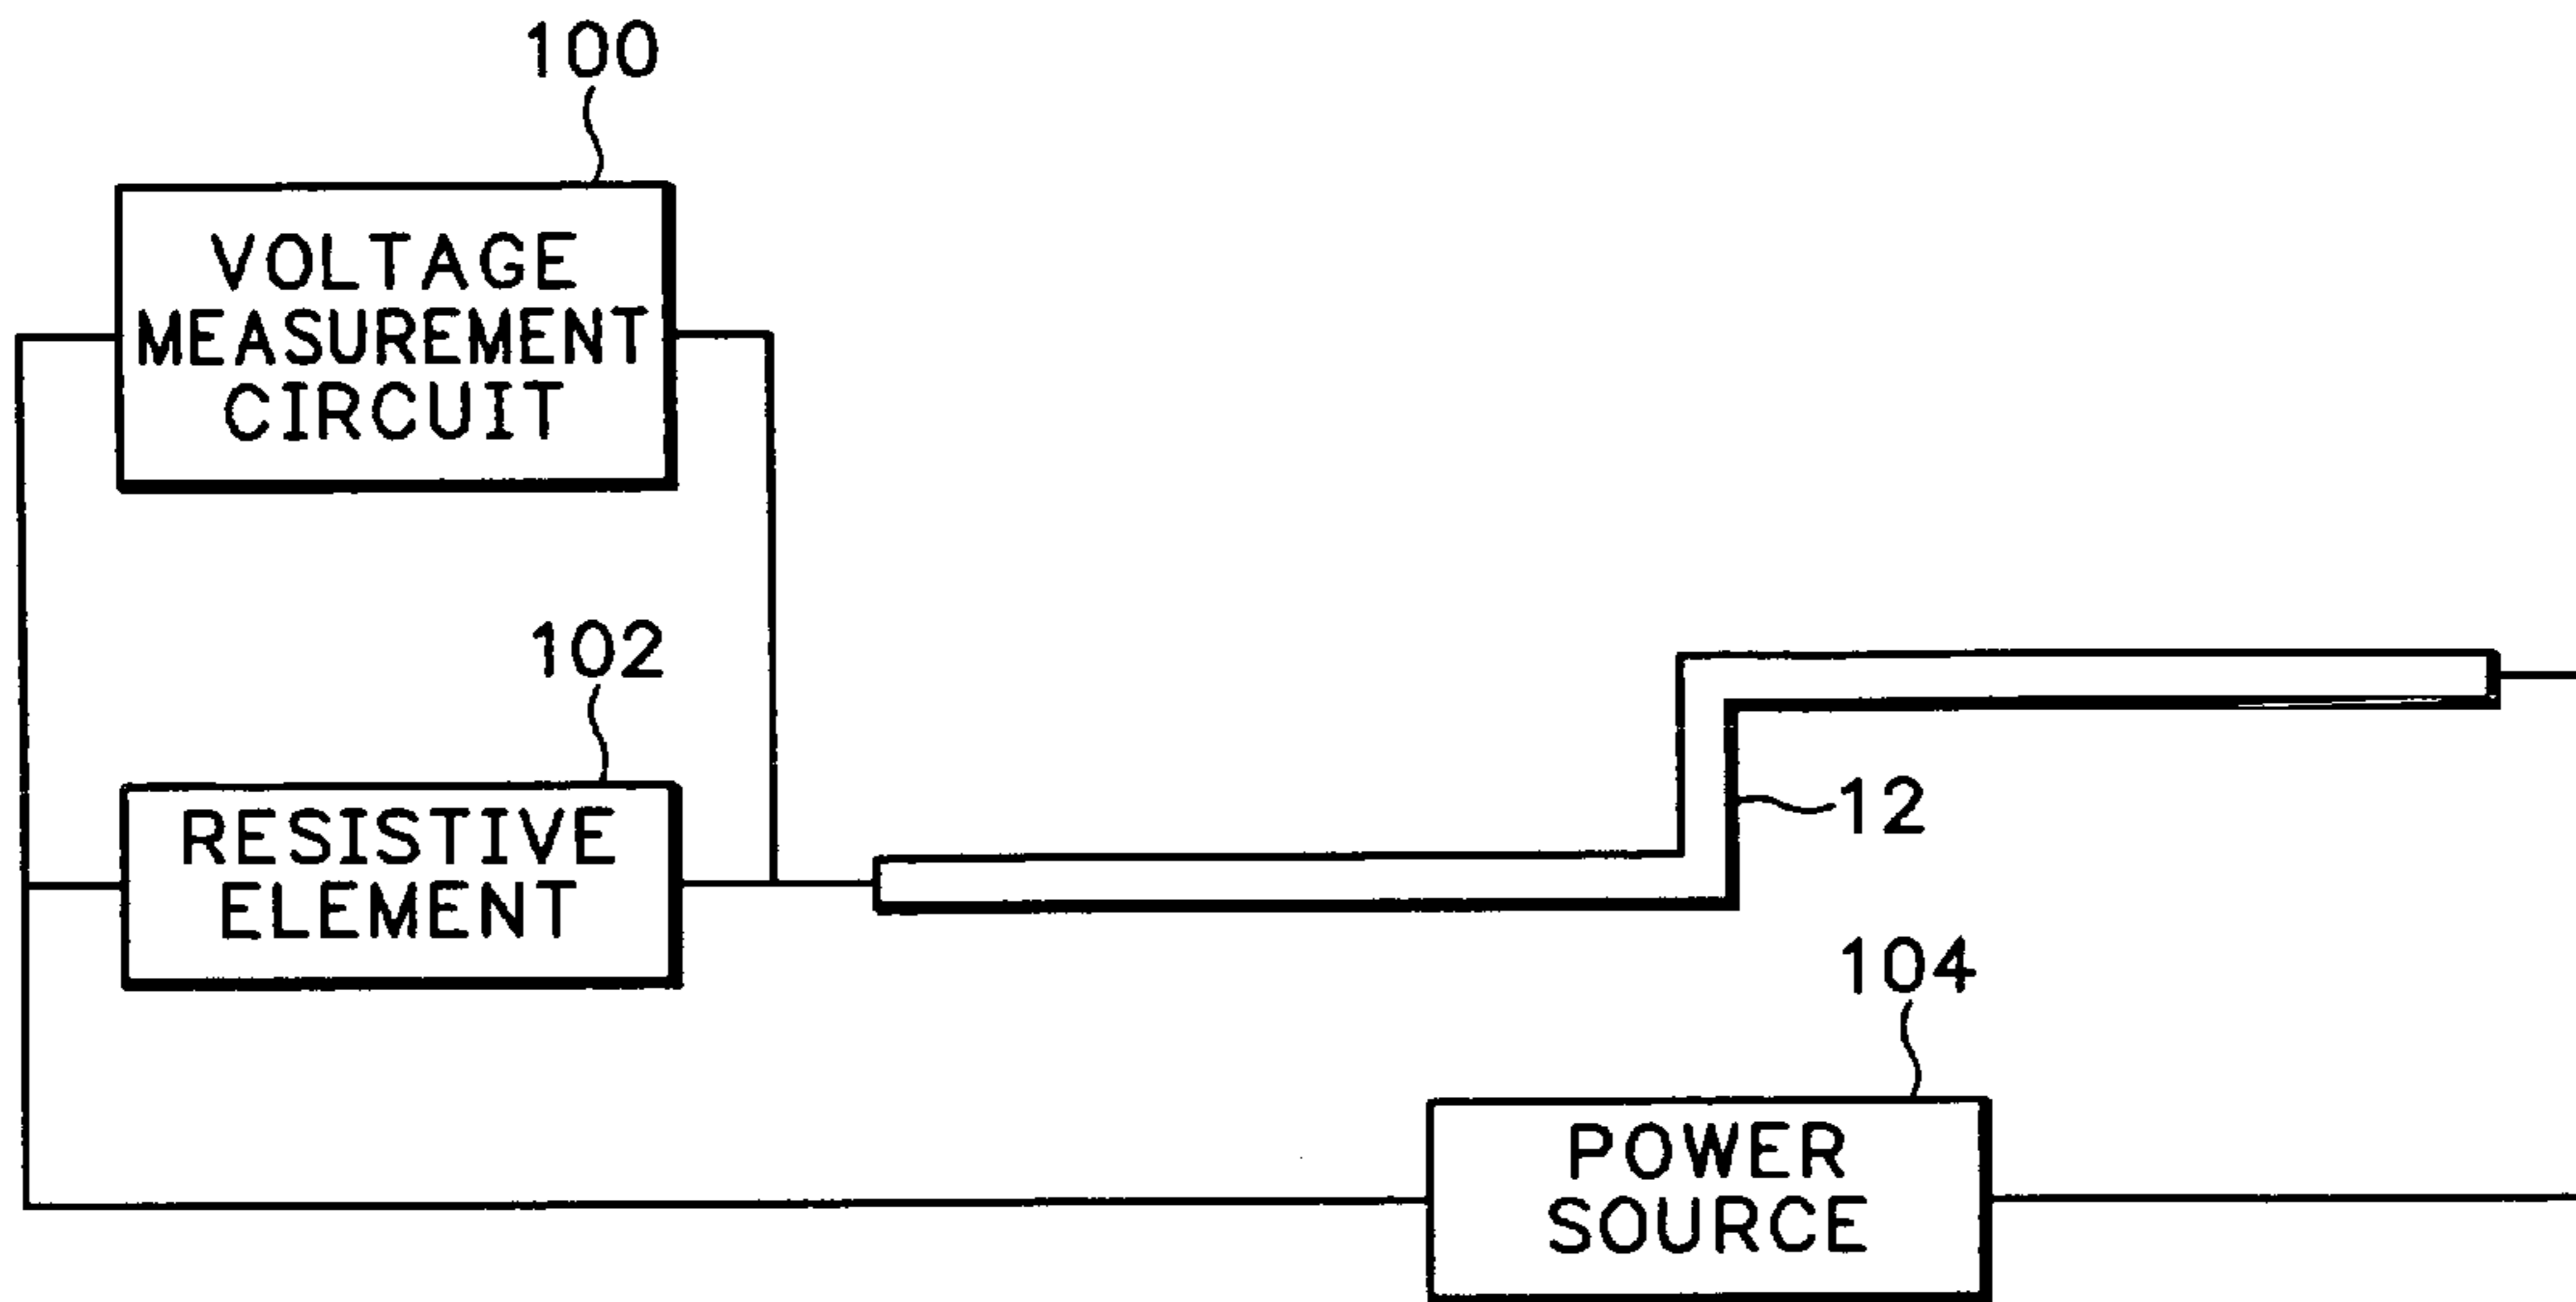 100
VOLTAGE
MEASUREMENT
CIRCUIT
102
RESISTIVE
ELEMENT
12
104
POWER
SOURCE